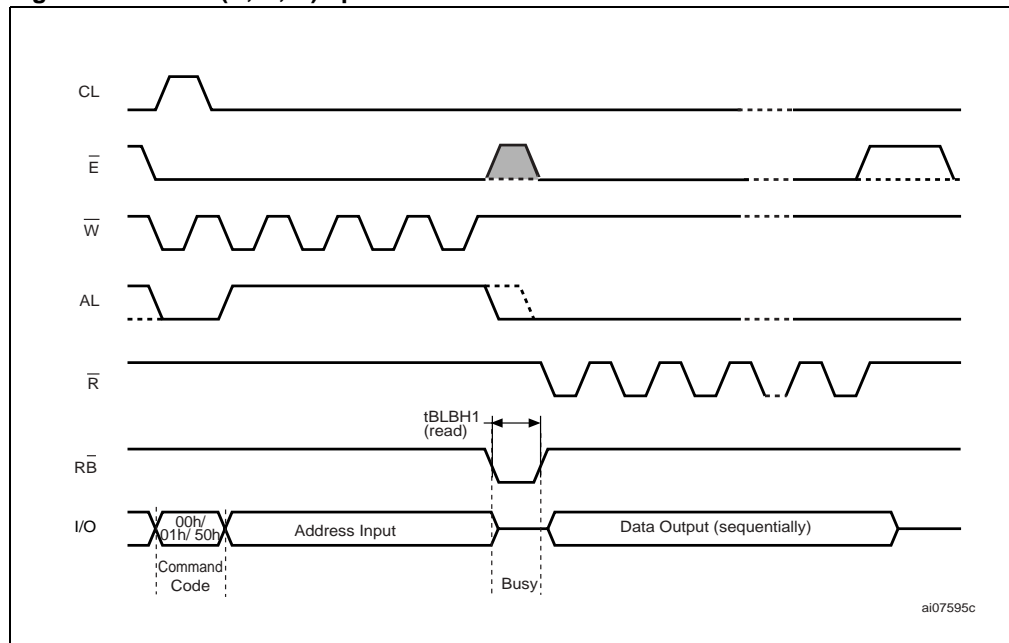 CL
E
W
AL
R
tBLBH1
(read)
RB
I/O
00h/
01h/ 50h
Address Input
Data Output (sequentially)
Command
Code
Busy
ai07595c